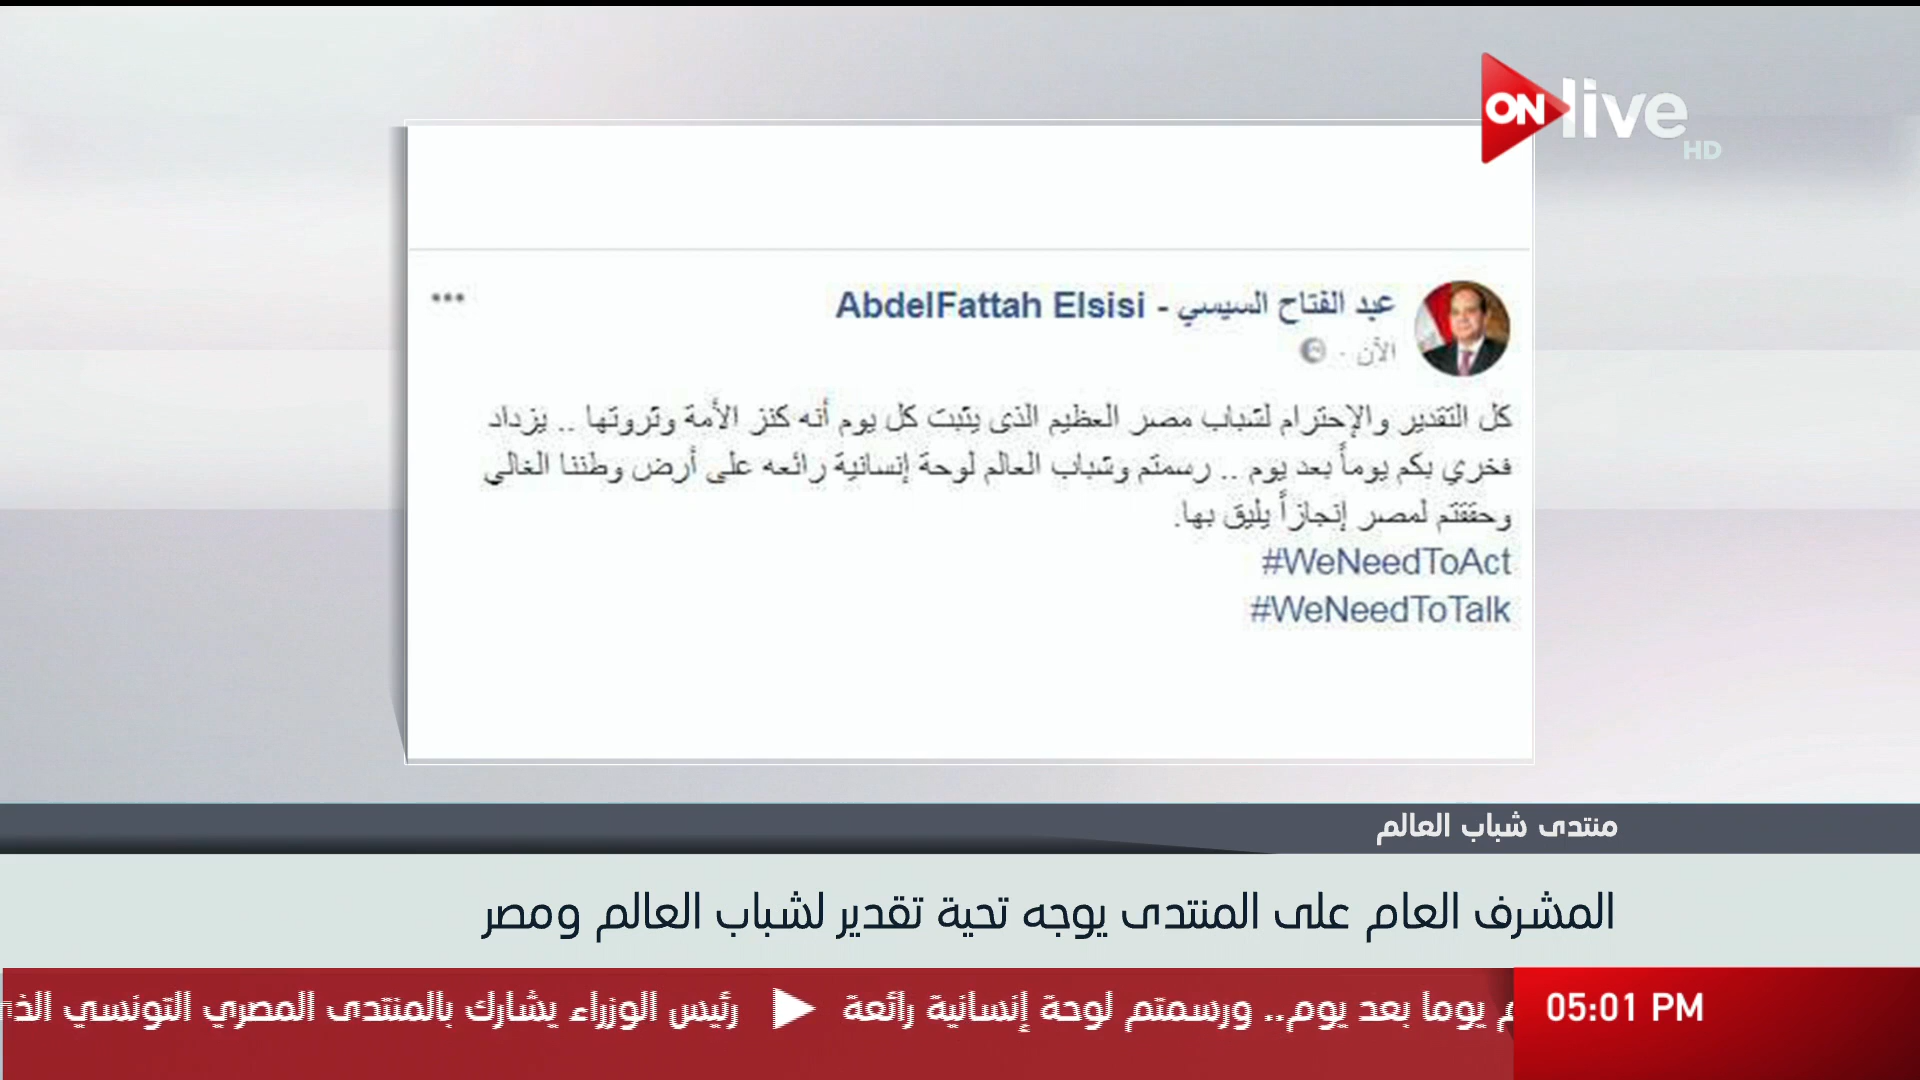 ON live
HD
عبد الفتاح السيسي - AbdelFattah Elsisi
الآن
كل التقدير والإحترام لشباب مصر العظيم الذى يثبت كل يوم أنه كنز الأمة وثروتها .. يزداد
فخري بكم يوماً بعد يوم .. رسمتم وشباب العالم لوحة إنسانية رائعه على أرض وطننا الغالي
وحققتم لمصر إنجازاً يليق بها.
#WeNeedToAct
#WeNeedToTalk
منتدى شباب العالم
المشرف العام على المنتدى يوجه تحية تقدير لشباب العالم ومصر
05:01 PM
م يوما بعد يوم.. ورسمتم لوحة إنسانية رائعة ◀ رئيس الوزراء يشارك بالمنتدى المصري التونسي الذي